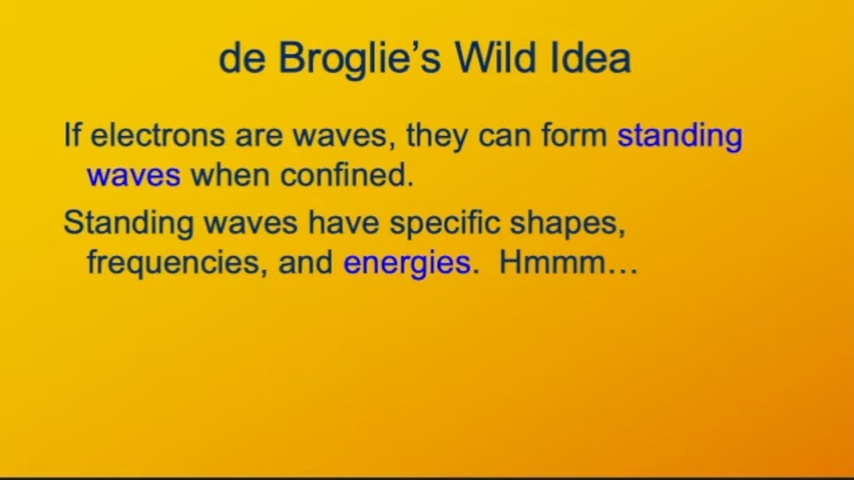 de Broglie’s Wild Idea
If electrons are waves, they can form standing
waves when confined.
Standing waves have specific shapes,
frequencies, and energies.  Hmmm…